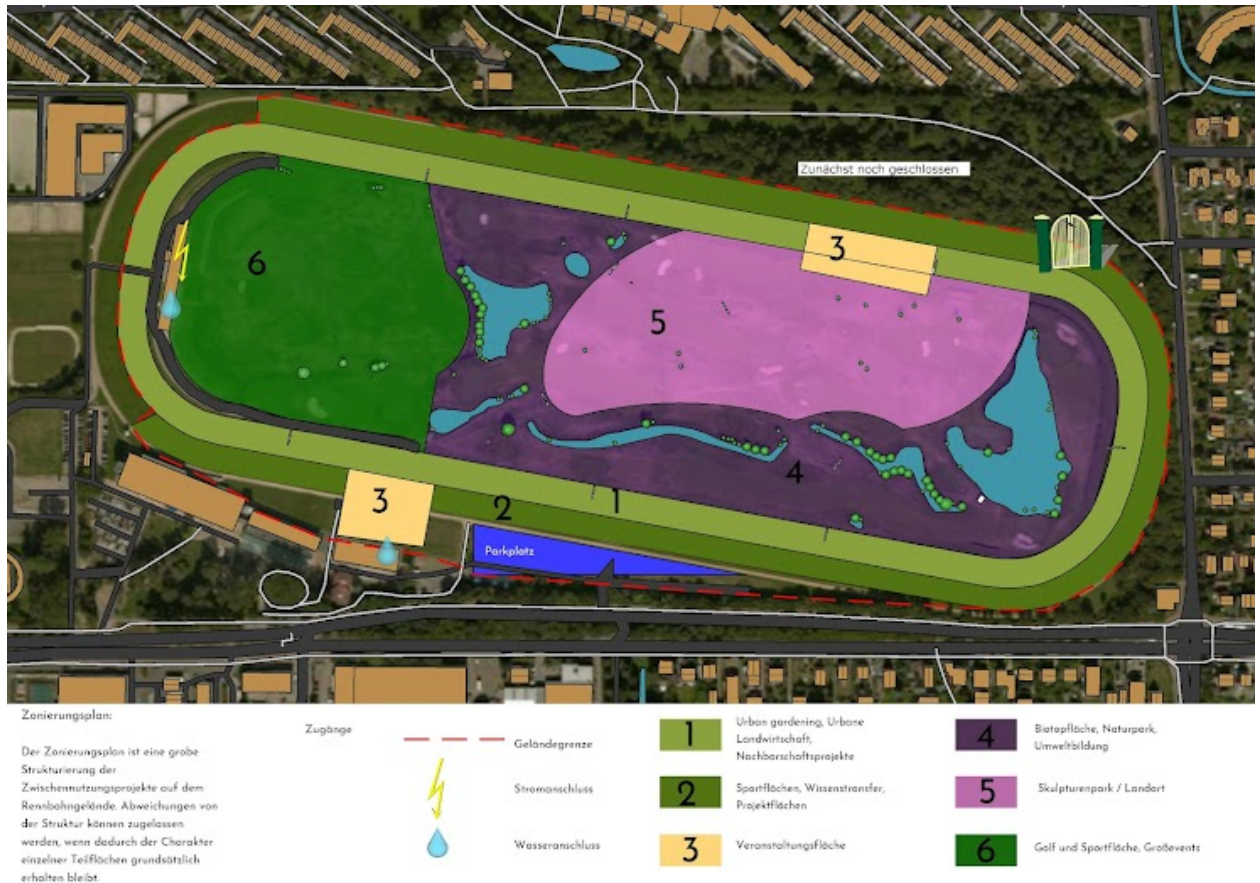 Zunächst noch geschlossen
3
6
5
4
3
2
1
Parkplatz
Zonierungsplan:
Der Zonierungsplan ist eine grobe
Strukturierung der
Zwischennutzungsprojekte auf dem
Rennbahngelände. Abweichungen von
der Struktur können zugelassen
werden, wenn dadurch der Charakter
einzelner Teilflächen grundsätzlich
erhalten bleibt.
Zugänge
Geländegrenze
Stromanschluss
Wasseranschluss
1
Urban gardening, Urbane
Landwirtschaft,
Nachbarschaftsprojekte
2
Sportflächen, Wissenstransfer,
Projektflächen
3
Veranstaltungsfläche
4
Biotopfläche, Naturpark,
Umweltbildung
5
Skulpturenpark / Landart
6
Golf und Sportfläche, Großevents